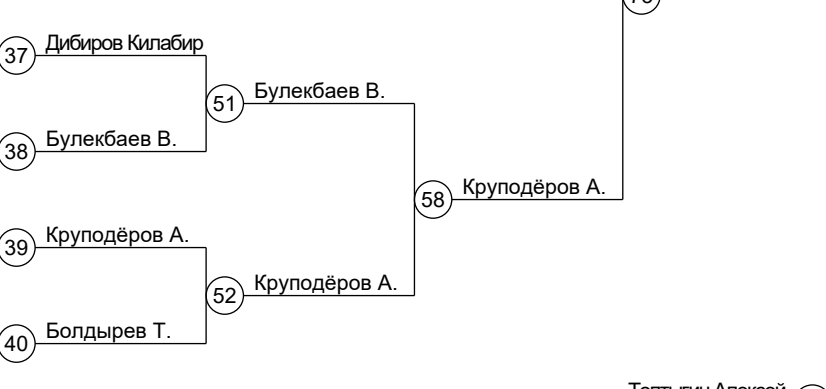 37 Дибиров Килабир
51 Булекбаев В.
38 Булекбаев В.
58 Круподёров А.
39 Круподёров А.
52 Круподёров А.
40 Болдырев Т.